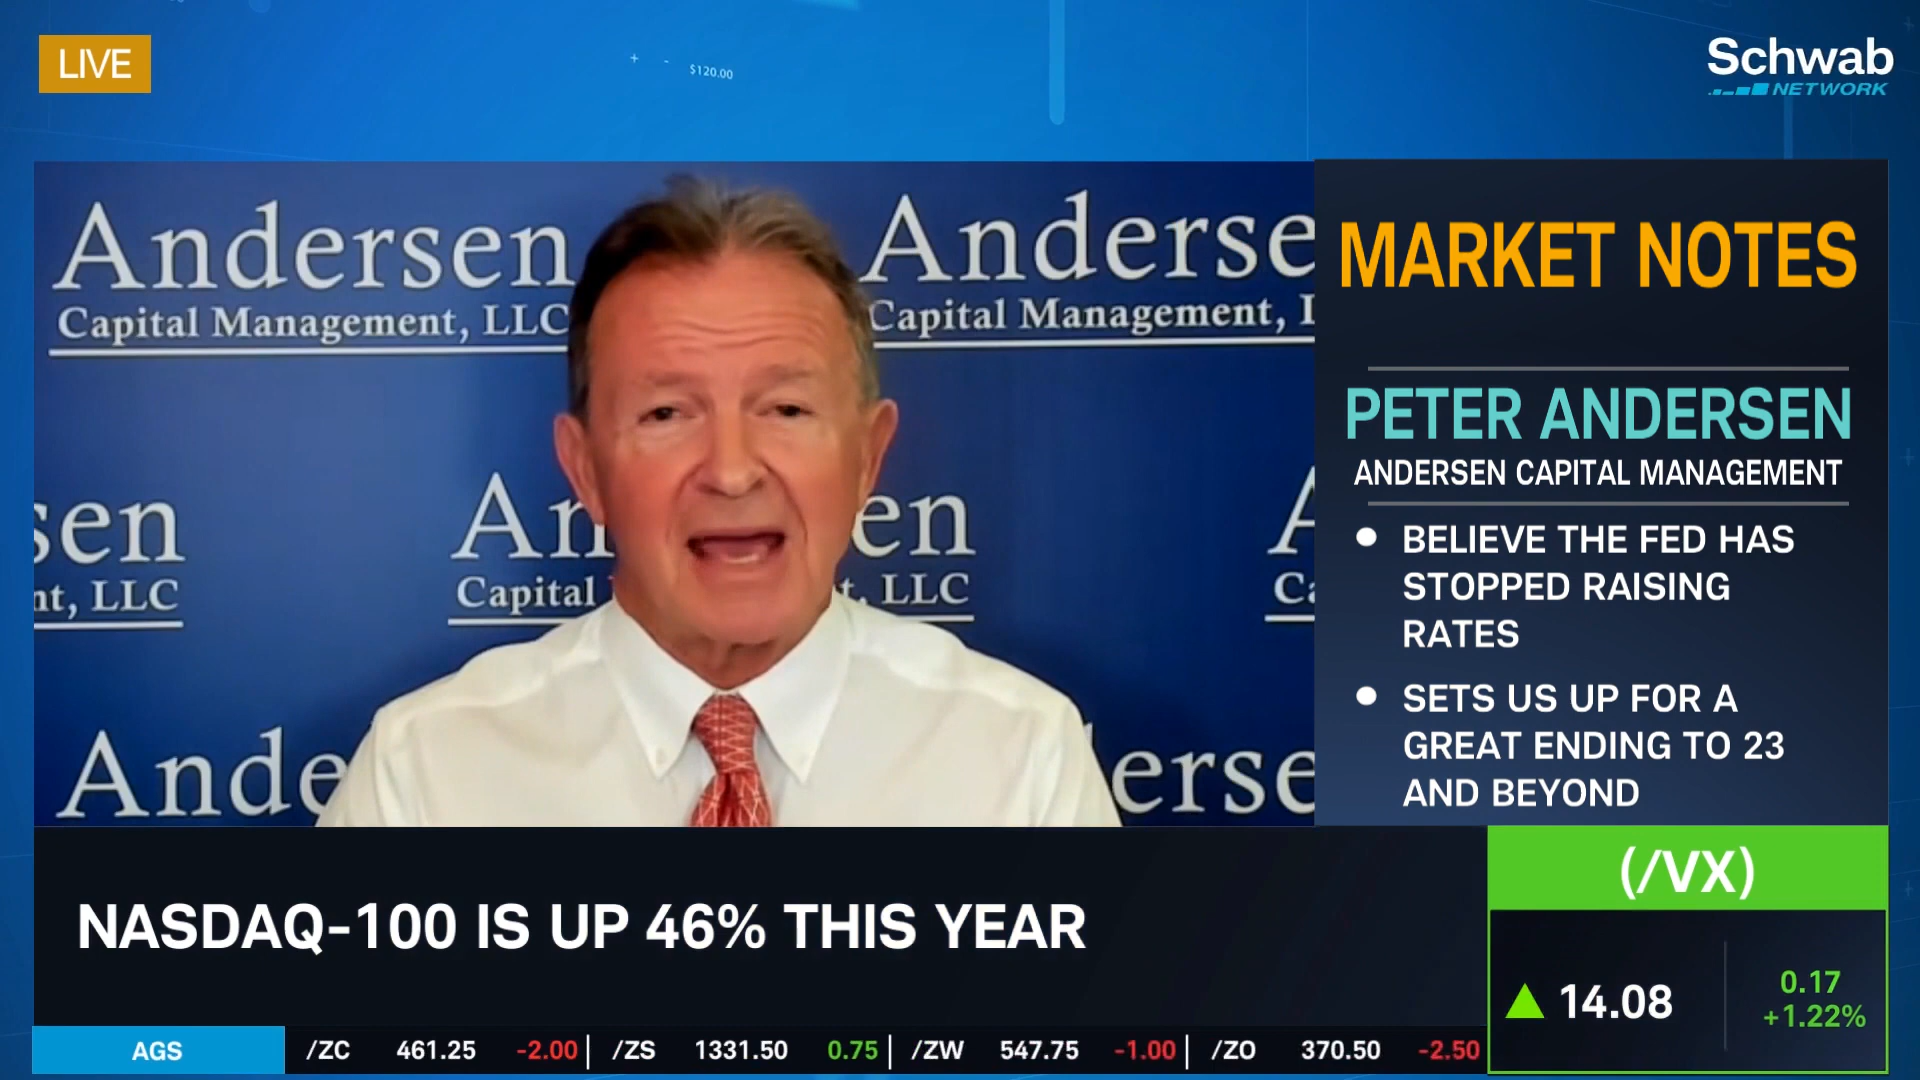 LIVE
+ - $120.00
Schwab
NETWORK
Andersen
Capital Management, LLC
Anderse
Capital Management, L
sen
nt, LLC
An en
Capital t, LLC
A
Ca
Ande
erse
MARKET NOTES
PETER ANDERSEN
ANDERSEN CAPITAL MANAGEMENT
• BELIEVE THE FED HAS
STOPPED RAISING
RATES
• SETS US UP FOR A
GREAT ENDING TO 23
AND BEYOND
NASDAQ-100 IS UP 46% THIS YEAR
(/VX)
▲ 14.08
0.17
+1.22%
AGS /ZC 461.25 -2.00 | /ZS 1331.50 0.75 | /ZW 547.75 -1.00 | /ZO 370.50 -2.50